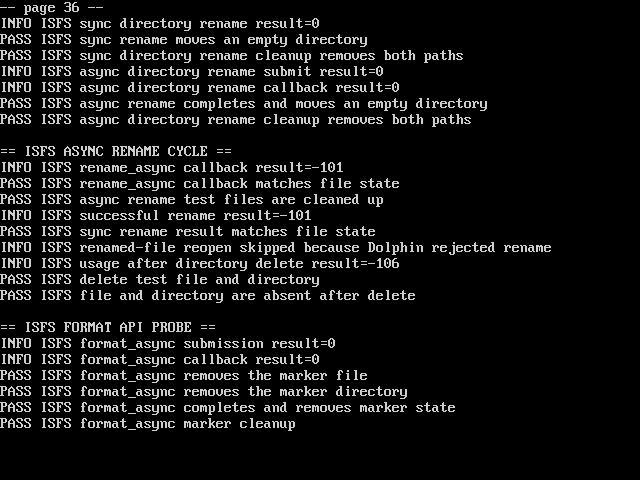 -- page 36 --
INFO ISFS sync directory rename result=0
PASS ISFS sync rename moves an empty directory
PASS ISFS sync directory rename cleanup removes both paths
INFO ISFS async directory rename submit result=0
INFO ISFS async directory rename callback result=0
PASS ISFS async rename completes and moves an empty directory
PASS ISFS async directory rename cleanup removes both paths

== ISFS ASYNC RENAME CYCLE ==
INFO ISFS rename_async callback result=-101
PASS ISFS rename_async callback matches file state
PASS ISFS async rename test files are cleaned up
INFO ISFS successful rename result=-101
PASS ISFS sync rename result matches file state
INFO ISFS renamed-file reopen skipped because Dolphin rejected rename
INFO ISFS usage after directory delete result=-106
PASS ISFS delete test file and directory
PASS ISFS file and directory are absent after delete

== ISFS FORMAT API PROBE ==
INFO ISFS format_async submission result=0
INFO ISFS format_async callback result=0
PASS ISFS format_async removes the marker file
PASS ISFS format_async removes the marker directory
PASS ISFS format_async completes and removes marker state
PASS ISFS format_async marker cleanup